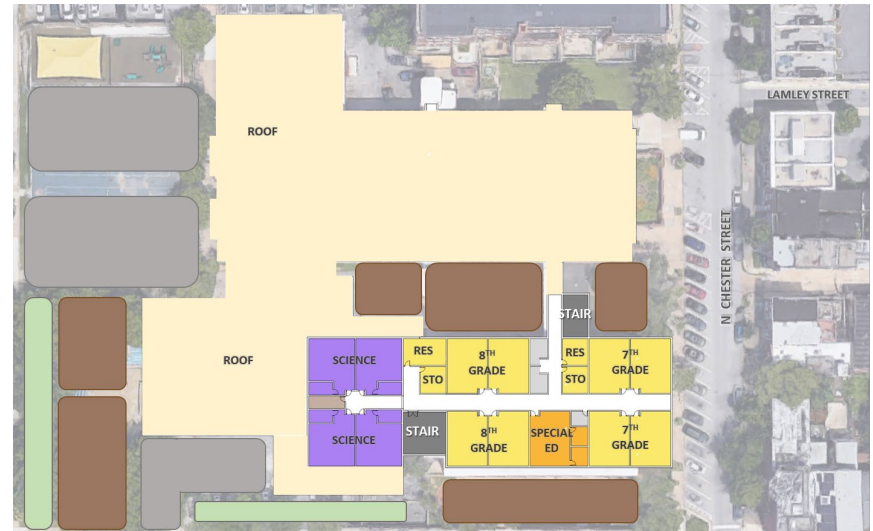 ROOF
LAMLEY STREET
N CHESTER STREET
ROOF
STAIR
SCIENCE
RES
STO
8TH
GRADE
RES
STO
7TH
GRADE
SCIENCE
STAIR
8TH
GRADE
SPECIAL
ED
7TH
GRADE